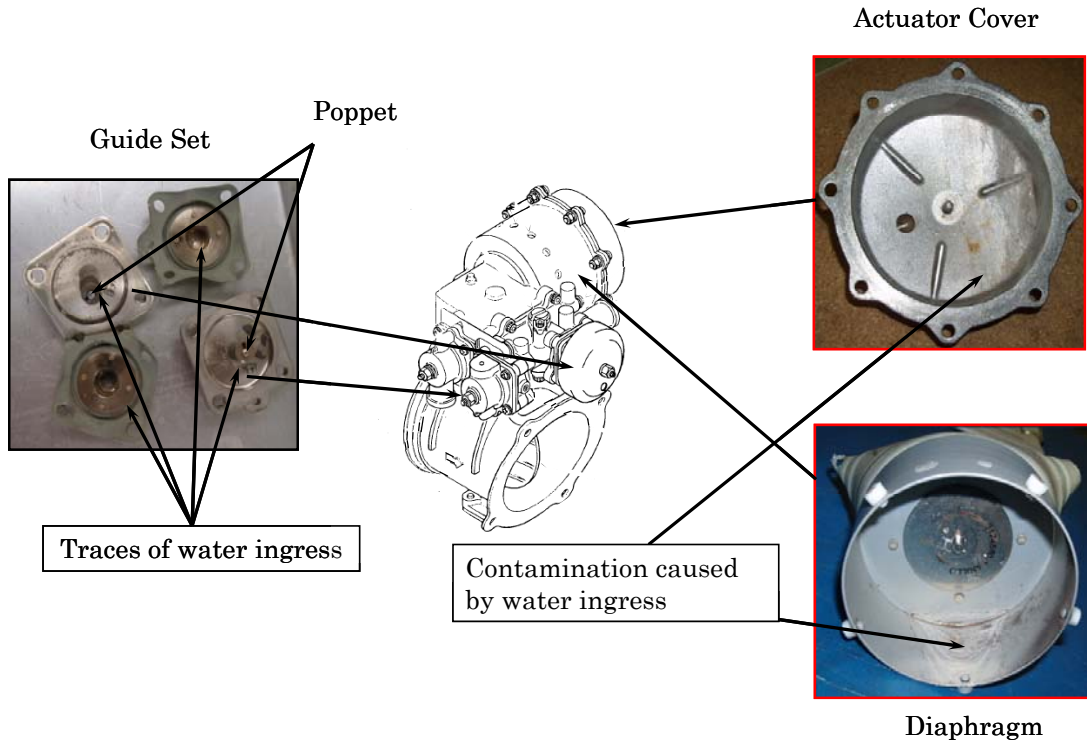 Actuator Cover
Poppet
Guide Set
Traces of water ingress
Contamination caused
by water ingress
Diaphragm